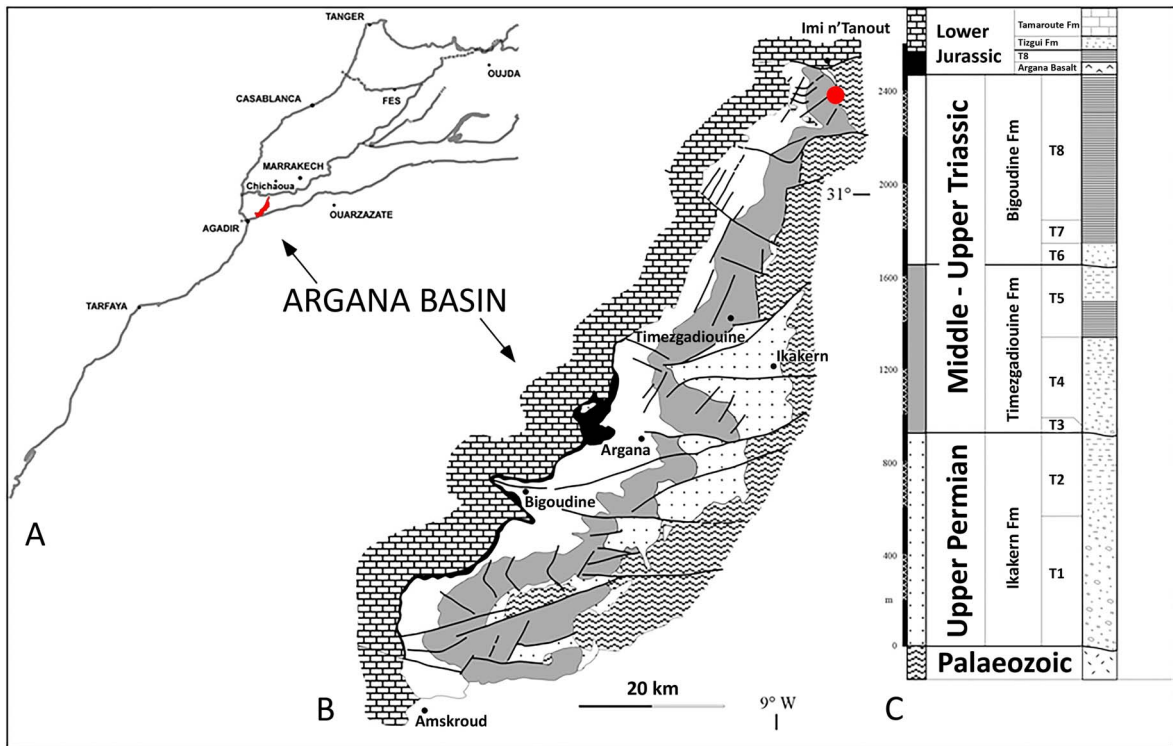 TANGER
OUJDA
FES
CASABLANCA
MARRAKECH
Chichaoua
OUARZAZATE
AGADIR
TARFAYA
ARGANA BASIN
A
Imi n'Tanout
31°
Timezgadiouine
Ikakern
Argana
Bigoudine
Amskroud
20 km
9° W
B
C
Lower
Jurassic
Tamaroute Fm
Tizgui Fm
T8
Argana Basalt
Middle - Upper Triassic
Bigoudine Fm
T8
T7
T6
Timezgadiouine Fm
T5
T4
T3
Upper Permian
Ikakern Fm
T2
T1
Palaeozoic
2400
2000
1600
1200
800
400
m
0